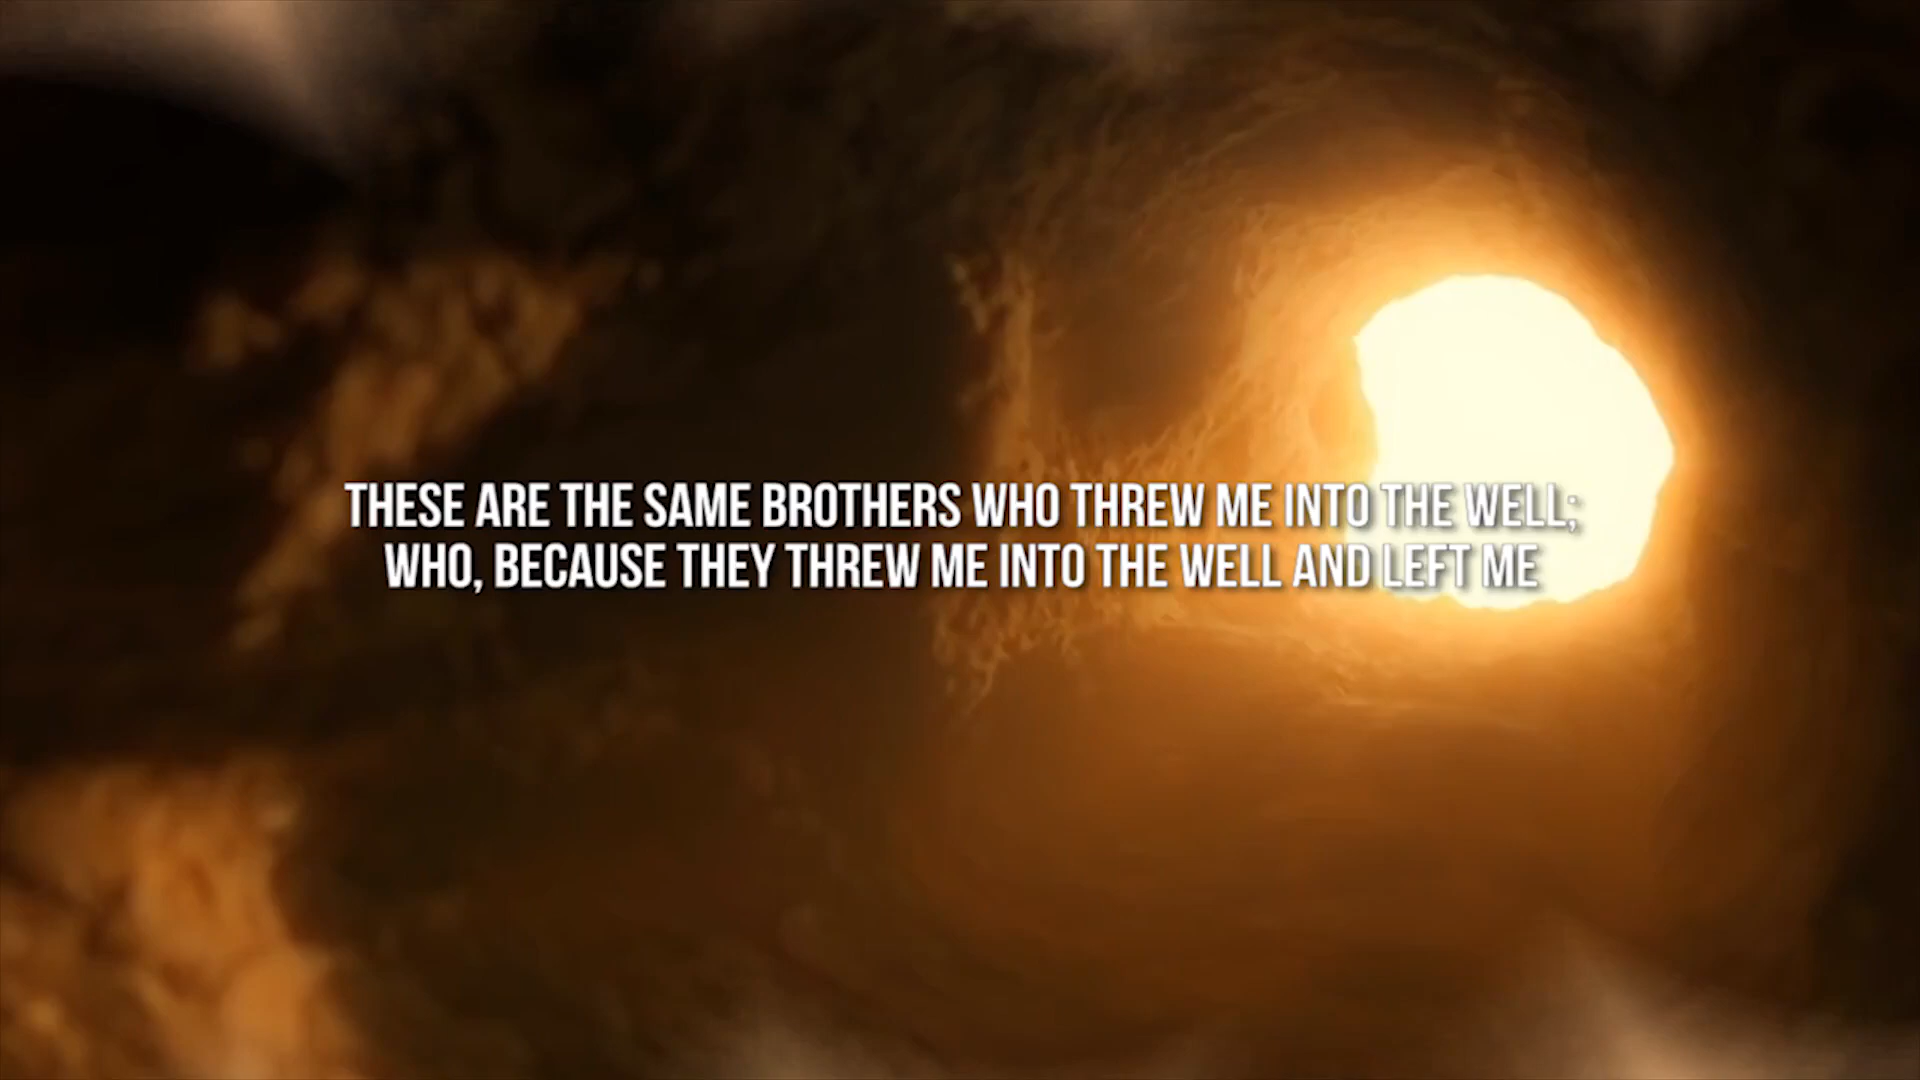 THESE ARE THE SAME BROTHERS WHO THREW ME INTO THE WELL;
WHO, BECAUSE THEY THREW ME INTO THE WELL AND LEFT ME